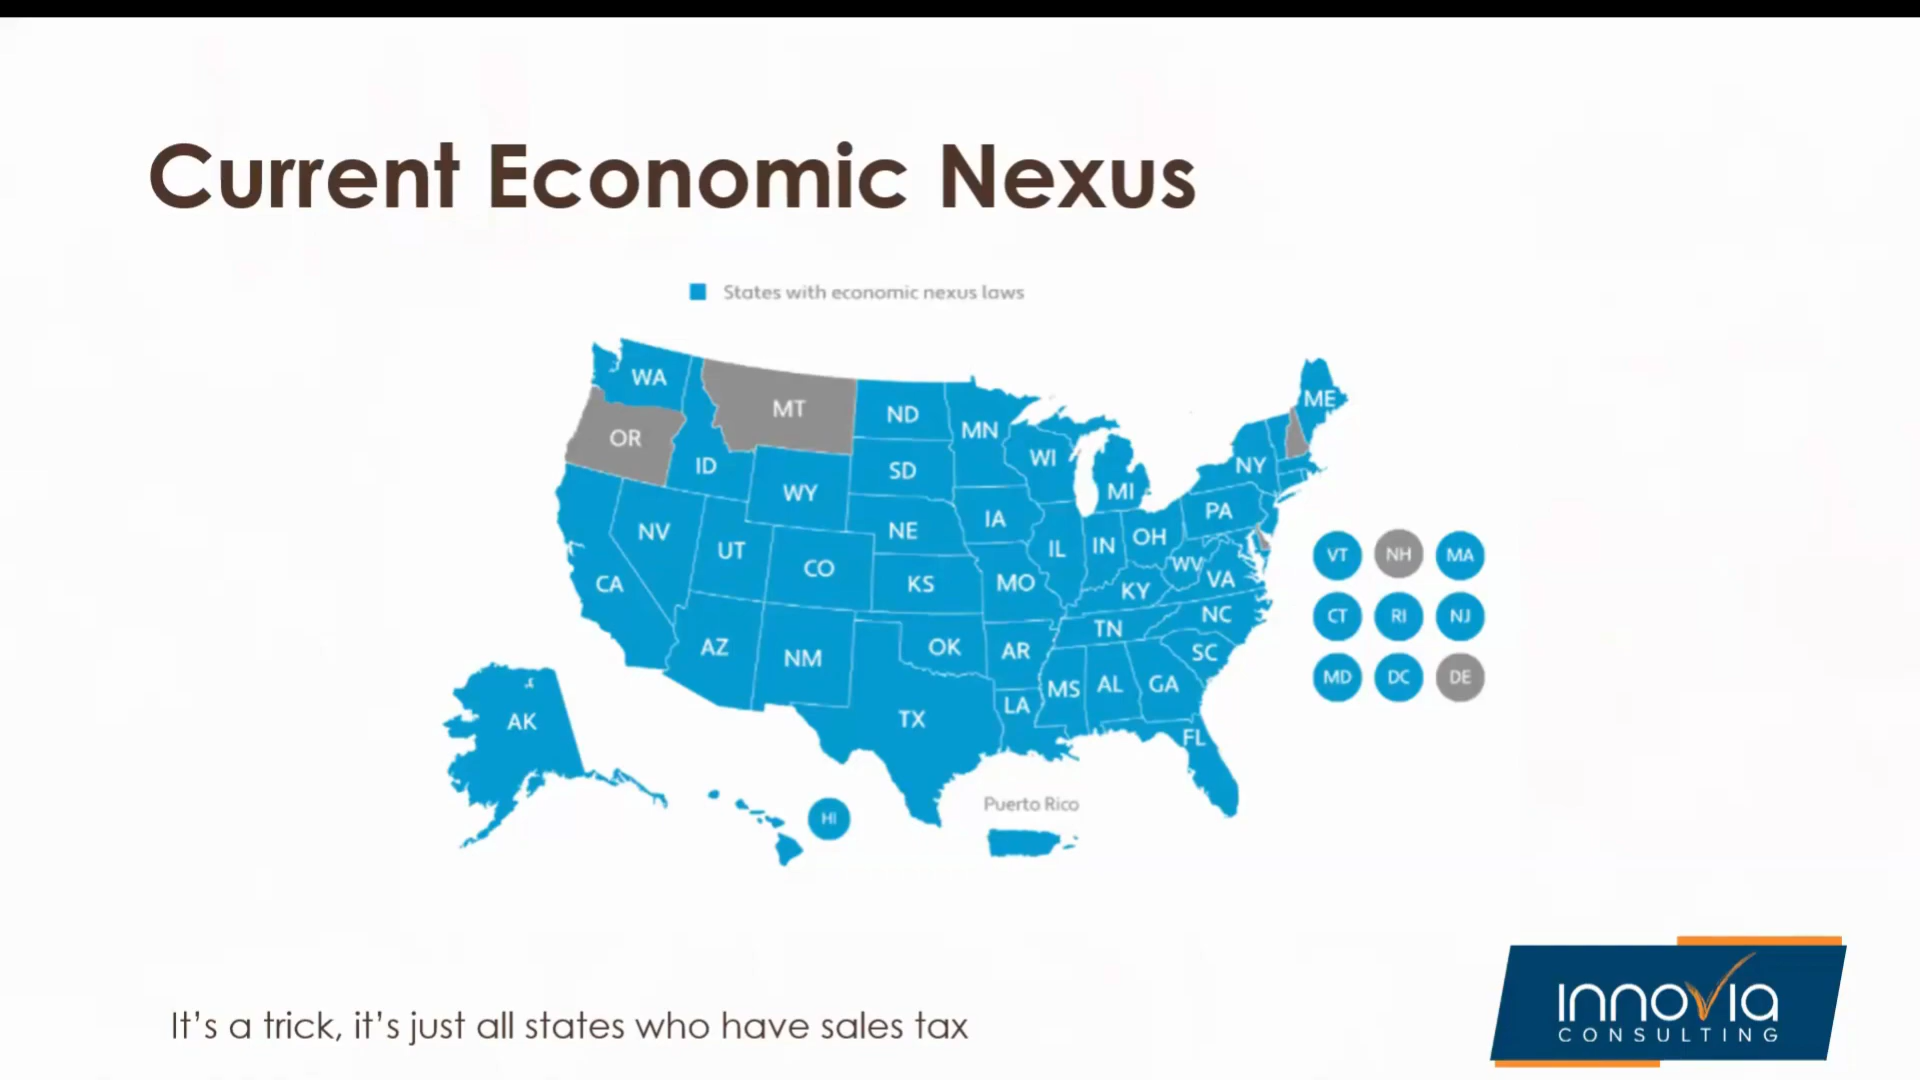 Current Economic Nexus
States with economic nexus laws
WA
MT
ND
MN
ME
OR
ID
WY
SD
WI
MI
NY
NV
UT
CO
NE
IA
IL
IN
OH
PA
CA
KS
MO
KY
WV
VA
AZ
NM
OK
AR
TN
NC
SC
TX
LA
MS
AL
GA
FL
AK
HI
Puerto Rico
VT NH MA
CT RI NJ
MD DC DE
It's a trick, it's just all states who have sales tax
innovia
CONSULTING